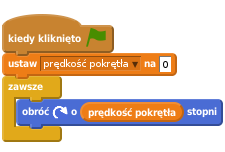 kiedy kliknięto
ustaw prędkość pokrętła na 0
zawsze
obróć o prędkość pokrętła stopni